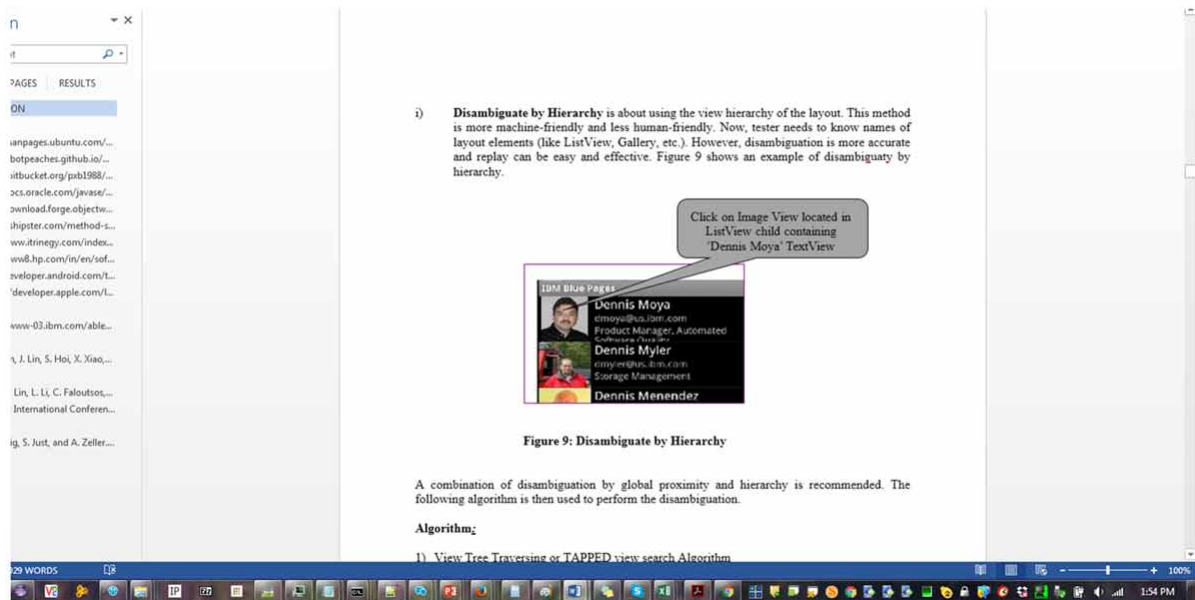 n
PAGES RESULTS
ON
anpages.ubuntu.com/...
botpeaches.github.io/...
itbucket.org/pxb1988/...
ocs.oracle.com/javase/...
ownload.forge.objectw...
shipster.com/method-s...
ww.itrinegy.com/index...
ww8.hp.com/in/en/sof...
eveloper.android.com/t...
developer.apple.com/l...
www-03.ibm.com/able...
J. Lin, S. Hoi, X. Xiao,...
Lin, L. Li, C. Faloutsos,...
International Conferen...
ig, S. Just, and A. Zeller....
i) Disambiguate by Hierarchy is about using the view hierarchy of the layout. This method
is more machine-friendly and less human-friendly. Now, tester needs to know names of
layout elements (like ListView, Gallery, etc.). However, disambiguation is more accurate
and replay can be easy and effective. Figure 9 shows an example of disambiguaty by
hierarchy.
Click on Image View located in
ListView child containing
'Dennis Moya' TextView
IBM Blue Pages
Dennis Moya
dmoya@us.ibm.com
Product Manager, Automated
Software Quality
Dennis Myler
dmyler@us.ibm.com
Storage Management
Dennis Menendez
Figure 9: Disambiguate by Hierarchy
A combination of disambiguation by global proximity and hierarchy is recommended. The
following algorithm is then used to perform the disambiguation.
Algorithm:
1) View Tree Traversing or TAPPED view search Algorithm
029 WORDS
100%
IP
1:54 PM